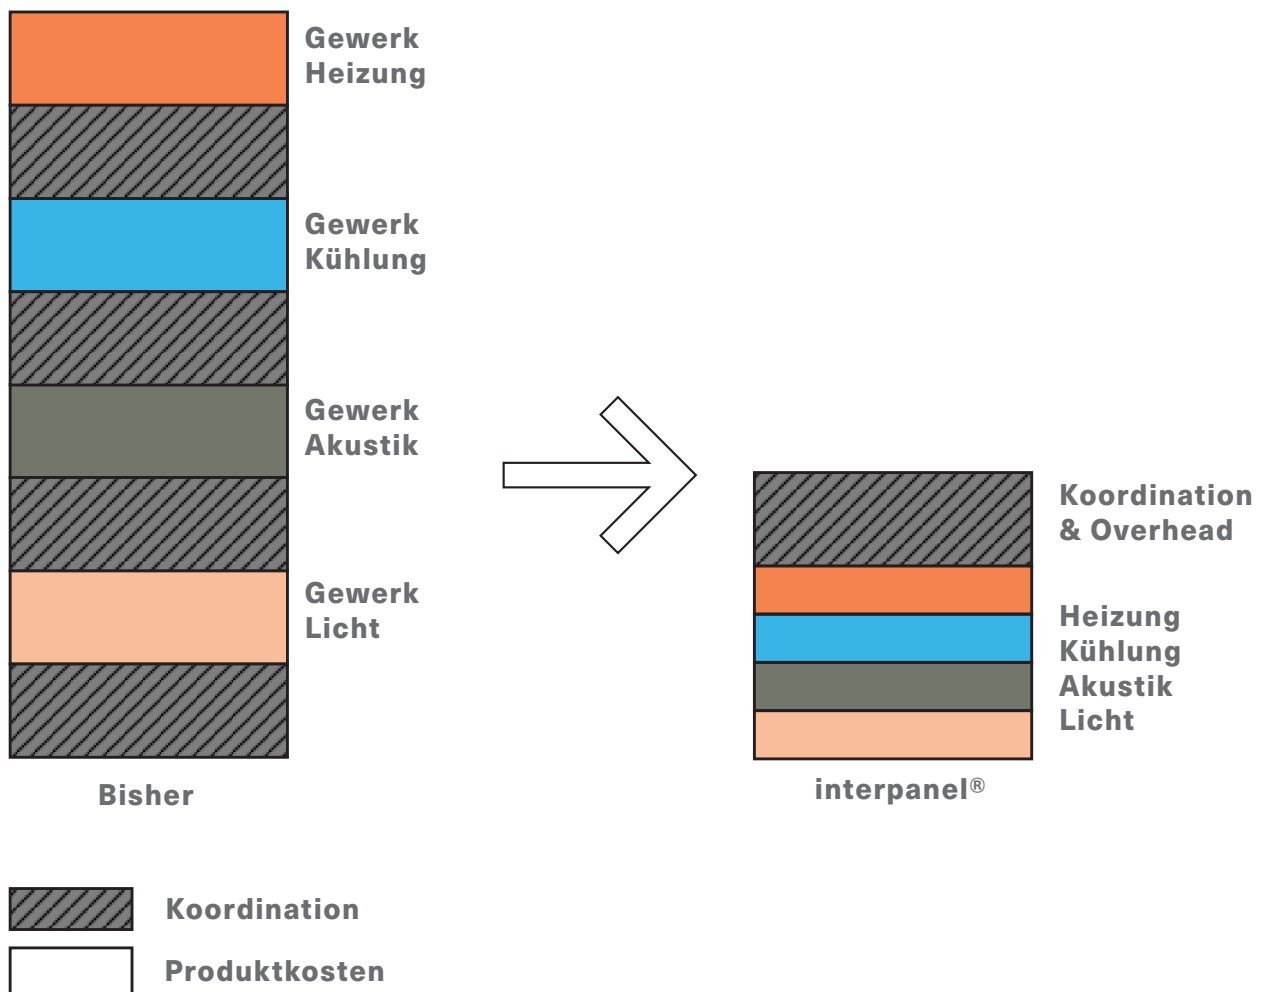 Gewerk
Heizung
Gewerk
Kühlung
Gewerk
Akustik
Gewerk
Licht
Bisher
Koordination
& Overhead
Heizung
Kühlung
Akustik
Licht
interpanel®
Koordination
Produktkosten